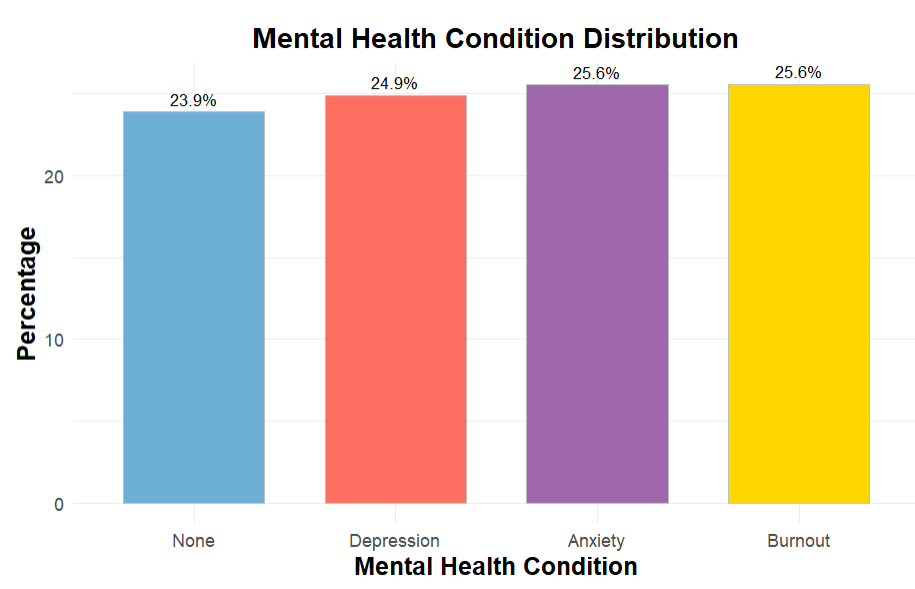 Mental Health Condition Distribution
23.9%
24.9%
25.6%
25.6%
Percentage
20
10
0
None
Depression
Anxiety
Burnout
Mental Health Condition